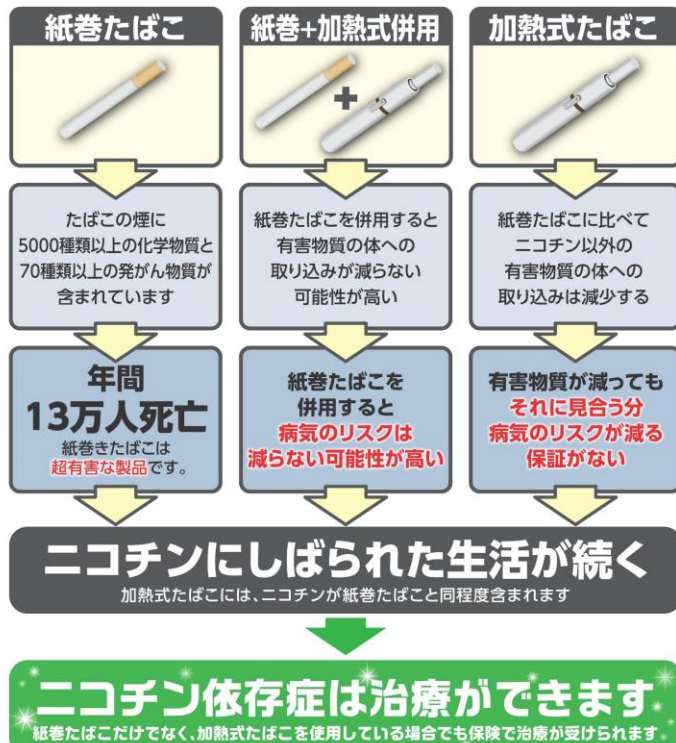 紙巻たばこ
紙巻+加熱式併用
加熱式たばこ
+
たばこの煙に
5000種類以上の化学物質と
70種類以上の発がん物質が
含まれています
紙巻たばこを併用すると
有害物質の体への
取り込みが減らない
可能性が高い
紙巻たばこに比べて
ニコチン以外の
有害物質の体への
取り込みは減少する
年間
13万人死亡
紙巻きたばこは
超有害な製品です。
紙巻たばこを
併用すると
病気のリスクは
減らない可能性が高い
有害物質が減っても
それに見合う分
病気のリスクが減る
保証がない
ニコチンにしばられた生活が続く
加熱式たばこには、ニコチンが紙巻たばこと同程度含まれます
ニコチン依存症は治療ができます
紙巻たばこだけでなく、加熱式たばこを使用している場合でも保険で治療が受けられます。